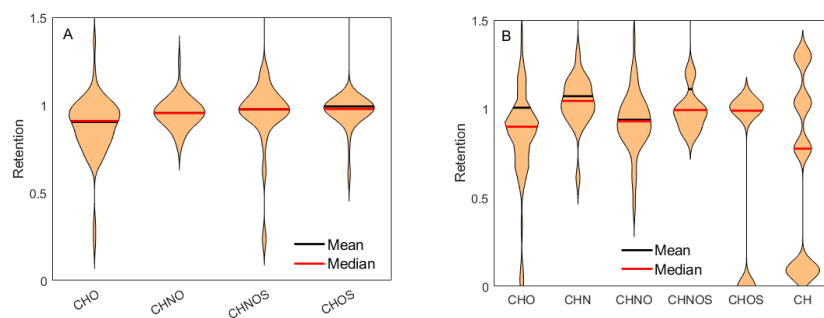 A
1.5
1
0.5
0
Retention
Mean
Median
CHO
CHNO
CHNOS
CHOS
B
1.5
1
0.5
0
Retention
Mean
Median
CHO CHN CHNO CHNOS CHOS CH